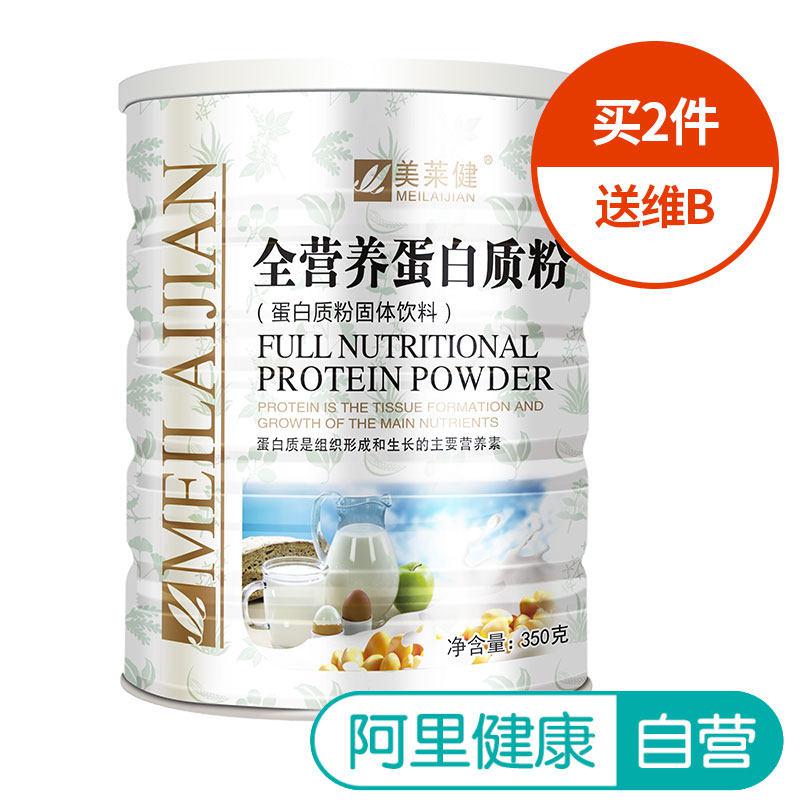 买2件
送维B
MEILAIJIAN
美莱健®
MEILAIJIAN
全营养蛋白质粉
(蛋白质粉固体饮料)
FULL NUTRITIONAL
PROTEIN POWDER
PROTEIN IS THE TISSUE FORMATION AND
GROWTH OF THE MAIN NUTRIENTS
蛋白质是组织形成和生长的主要营养素
净含量：350克
阿里健康 自营